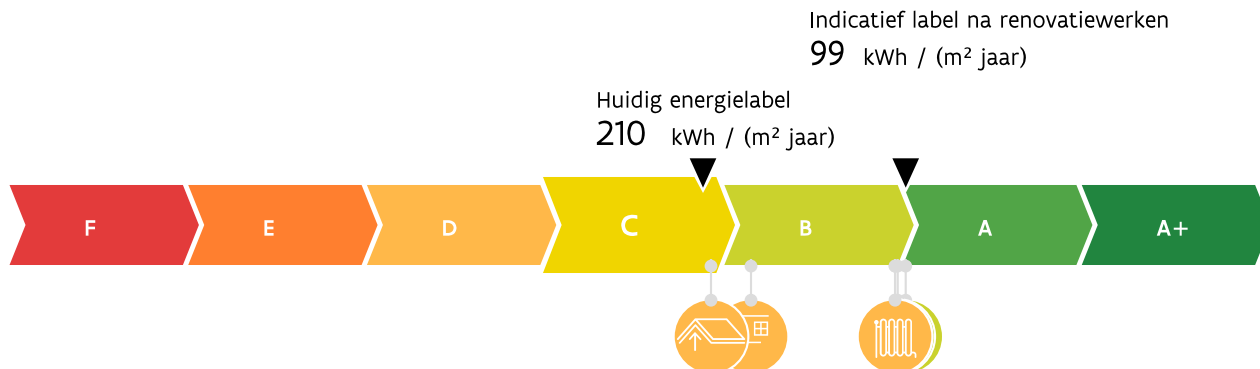 Indicatief label na renovatiewerken
99 kWh / (m² jaar)
Huidig energielabel
210 kWh / (m² jaar)
F E D C B A A+